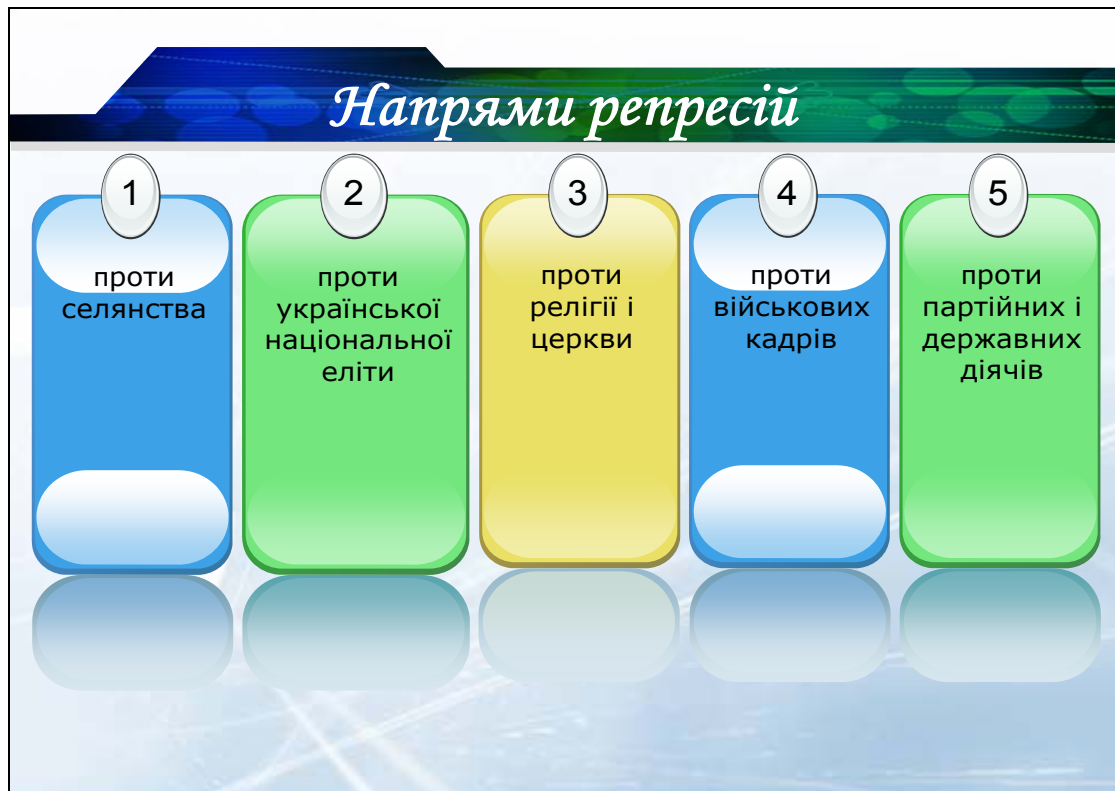 Напрями репресій
1
проти
селянства
2
проти
української
національної
еліти
3
проти
релігії і
церкви
4
проти
військових
кадрів
5
проти
партійних і
державних
діячів